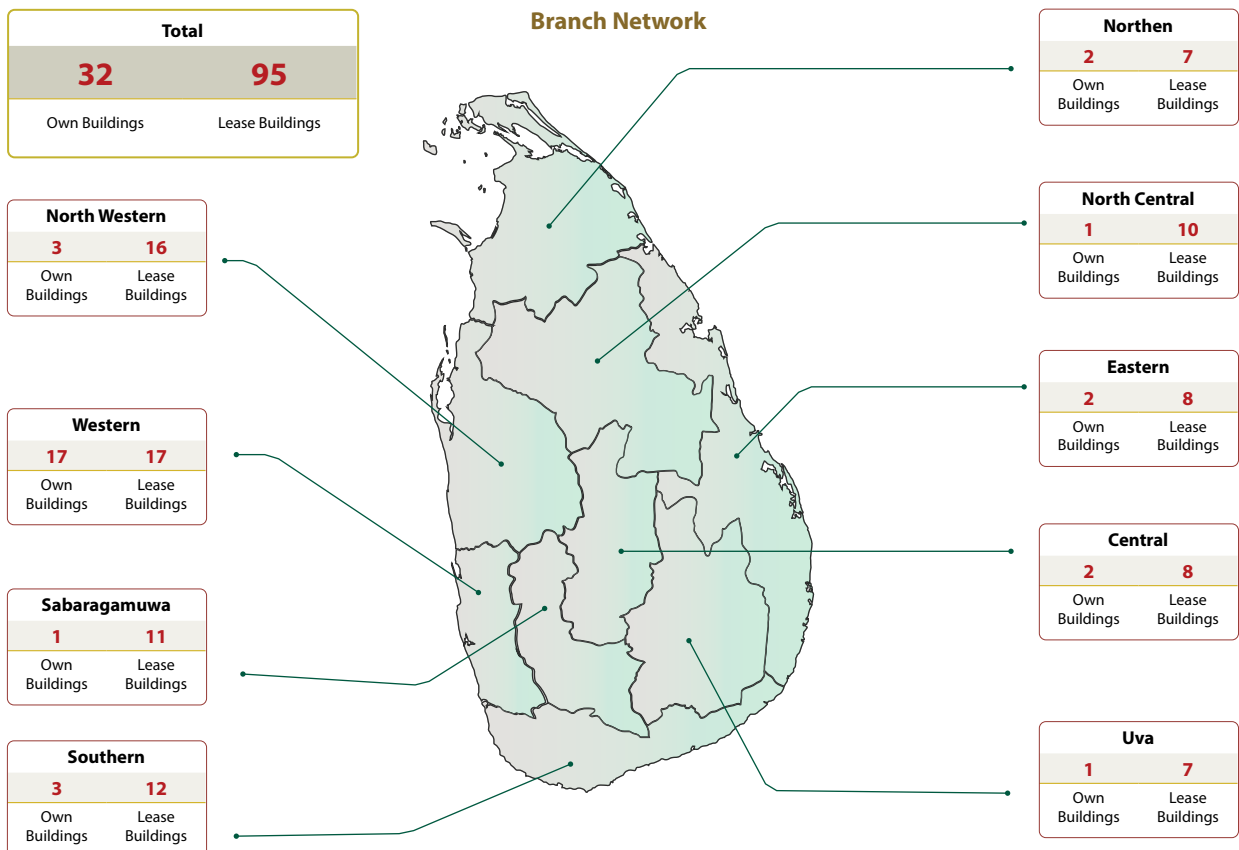 Branch Network
Total
32 95
Own Buildings Lease Buildings
North Western
3 16
Own Lease
Buildings Buildings
Western
17 17
Own Lease
Buildings Buildings
Sabaragamuwa
1 11
Own Lease
Buildings Buildings
Southern
3 12
Own Lease
Buildings Buildings
Northen
2 7
Own Lease
Buildings Buildings
North Central
1 10
Own Lease
Buildings Buildings
Eastern
2 8
Own Lease
Buildings Buildings
Central
2 8
Own Lease
Buildings Buildings
Uva
1 7
Own Lease
Buildings Buildings